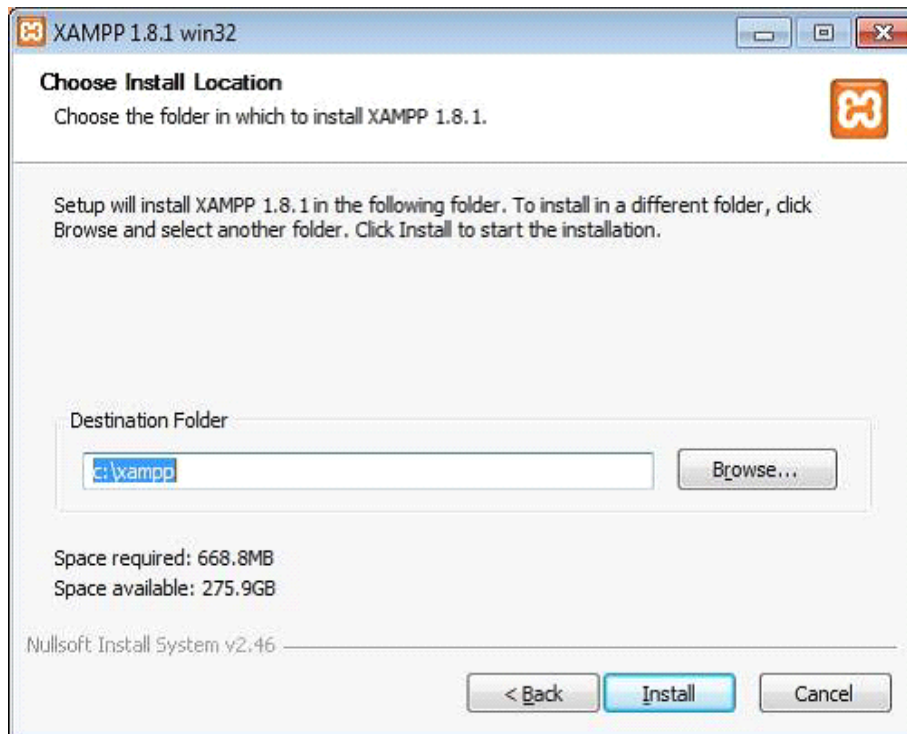 XAMPP 1.8.1 win32
Choose Install Location
Choose the folder in which to install XAMPP 1.8.1.
Setup will install XAMPP 1.8.1 in the following folder. To install in a different folder, click
Browse and select another folder. Click Install to start the installation.
Destination Folder
c:\xampp
Browse...
Space required: 668.8MB
Space available: 275.9GB
Nullsoft Install System v2.46
< Back
Install
Cancel